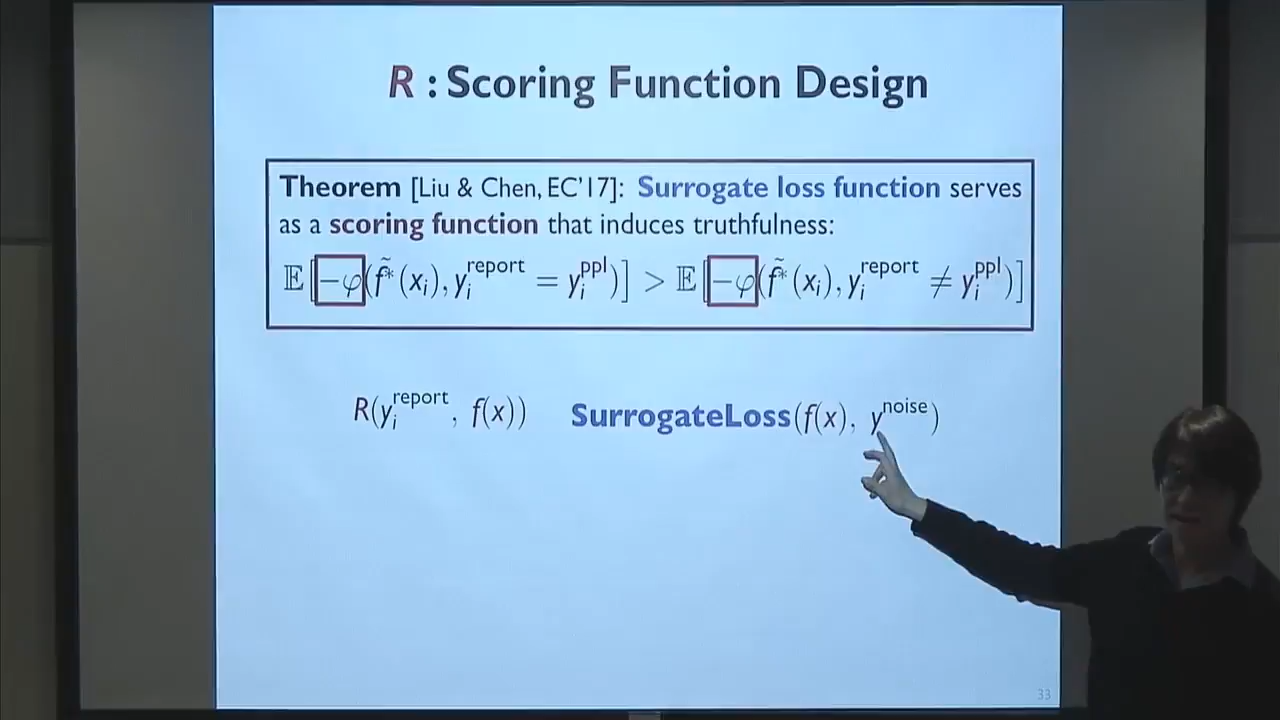 R : Scoring Function Design
Theorem [Liu & Chen, EC'17]: Surrogate loss function serves
as a scoring function that induces truthfulness:
𝔼[−φ(f̃*(xᵢ), yᵢ^report = yᵢ^ppl)] > 𝔼[−φ(f̃*(xᵢ), yᵢ^report ≠ yᵢ^ppl)]
R(yᵢ^report, f(x)) SurrogateLoss(f(x), y^noise)
33